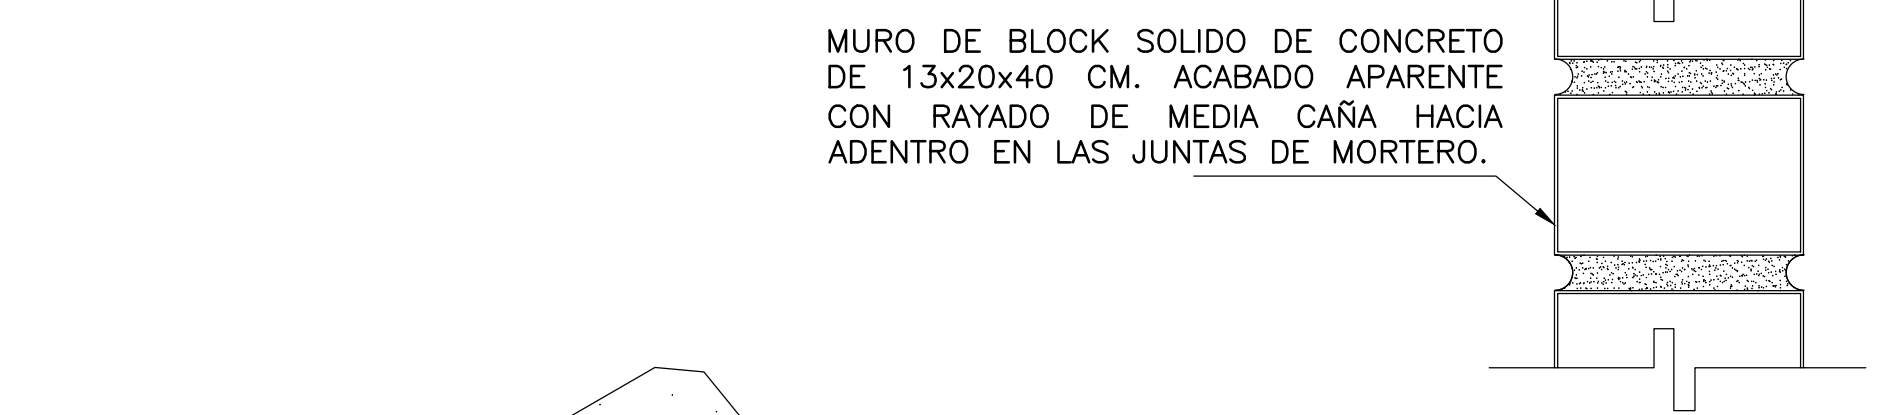 MURO DE BLOCK SOLIDO DE CONCRETO
DE 13x20x40 CM. ACABADO APARENTE
CON RAYADO DE MEDIA CAÑA HACIA
ADENTRO EN LAS JUNTAS DE MORTERO.